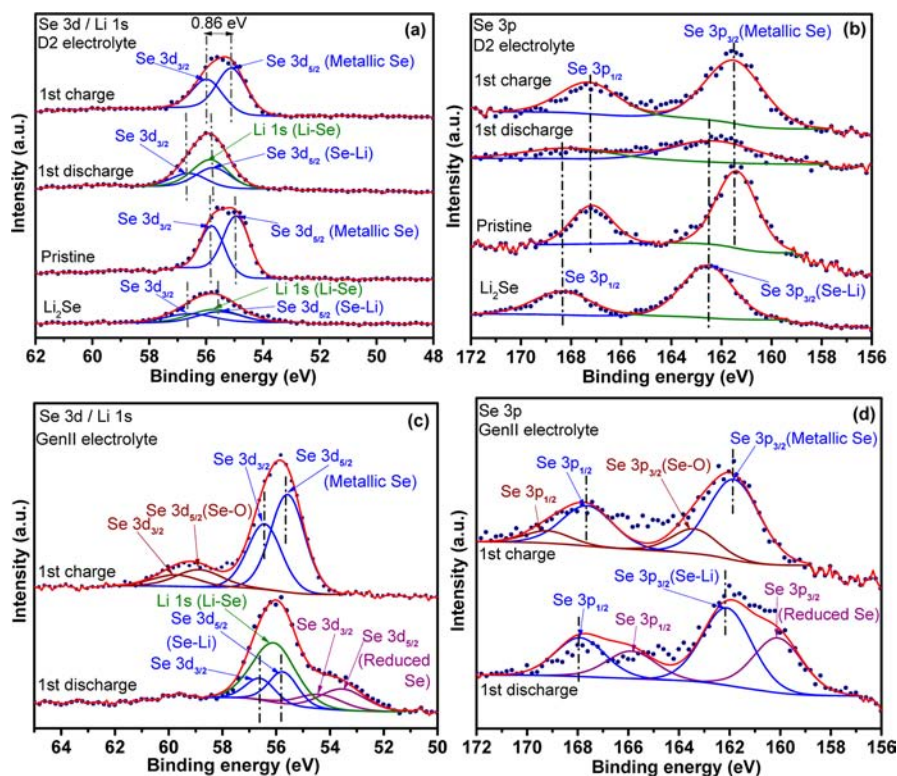 Se 3d / Li 1s
D2 electrolyte
0.86 eV
(a)
Se 3d3/2
Se 3d5/2 (Metallic Se)
1st charge
Li 1s (Li-Se)
Se 3d3/2
Se 3d5/2 (Se-Li)
1st discharge
Se 3d3/2
Se 3d5/2 (Metallic Se)
Pristine
Se 3d3/2
Li 1s (Li-Se)
Se 3d5/2 (Se-Li)
Li2Se
Intensity (a.u.)
62 60 58 56 54 52 50 48
Binding energy (eV)
Se 3p
D2 electrolyte
Se 3p3/2(Metallic Se)
(b)
Se 3p1/2
1st charge
1st discharge
Pristine
Se 3p1/2
Se 3p3/2(Se-Li)
Li2Se
Intensity (a.u.)
172 170 168 166 164 162 160 158 156
Binding energy (eV)
Se 3d / Li 1s
GenII electrolyte
(c)
Se 3d3/2
Se 3d5/2
(Metallic Se)
Se 3d5/2(Se-O)
Se 3d3/2
1st charge
Li 1s (Li-Se)
Se 3d5/2
(Se-Li)
Se 3d3/2
Se 3d3/2
Se 3d5/2
(Reduced
Se)
1st discharge
Intensity (a.u.)
64 62 60 58 56 54 52 50
Binding energy (eV)
Se 3p
GenII electrolyte
(d)
Se 3p3/2(Metallic Se)
Se 3p3/2(Se-O)
Se 3p1/2
Se 3p1/2
1st charge
Se 3p3/2(Se-Li)
Se 3p1/2
Se 3p1/2
Se 3p3/2
(Reduced Se)
1st discharge
Intensity (a.u.)
172 170 168 166 164 162 160 158 156
Binding energy (eV)